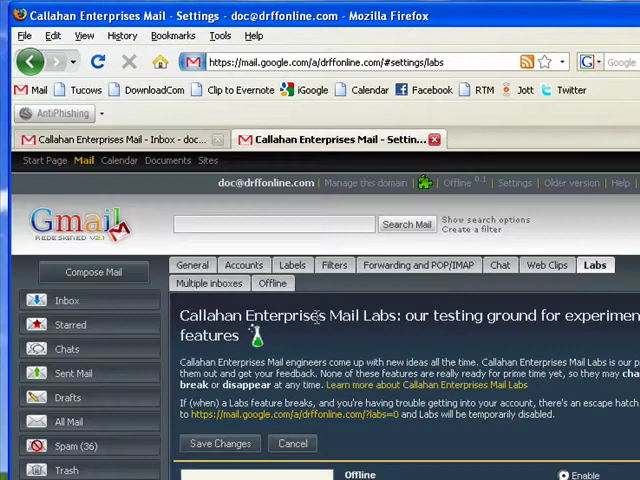 Callahan Enterprises Mail - Settings - doc@drffonline.com - Mozilla Firefox
File Edit View History Bookmarks Tools Help
https://mail.google.com/a/drffonline.com/#settings/labs Google
Mail Tucows DownloadCom Clip to Evernote iGoogle Calendar Facebook RTM Jott Twitter
AntiPhishing
Callahan Enterprises Mail - Inbox - doc... Callahan Enterprises Mail - Settin...
Start Page Mail Calendar Documents Sites
doc@drffonline.com | Manage this domain | Offline 0.1 | Settings | Older version | Help
Gmail
REDESIGNED V2.1
Search Mail
Show search options
Create a filter
Compose Mail
Inbox
Starred
Chats
Sent Mail
Drafts
All Mail
Spam (36)
Trash
General Accounts Labels Filters Forwarding and POP/IMAP Chat Web Clips Labs
Multiple inboxes Offline
Callahan Enterprises Mail Labs: our testing ground for experimen
features
Callahan Enterprises Mail engineers come up with new ideas all the time. Callahan Enterprises Mail Labs is our p
them out and get your feedback. None of these features are really ready for prime time yet, so they may cha
break or disappear at any time. Learn more about Callahan Enterprises Mail Labs
If (when) a Labs feature breaks, and you're having trouble getting into your account, there's an escape hatch
to https://mail.google.com/a/drffonline.com/?labs=0 and Labs will be temporarily disabled.
Save Changes Cancel
Offline Enable